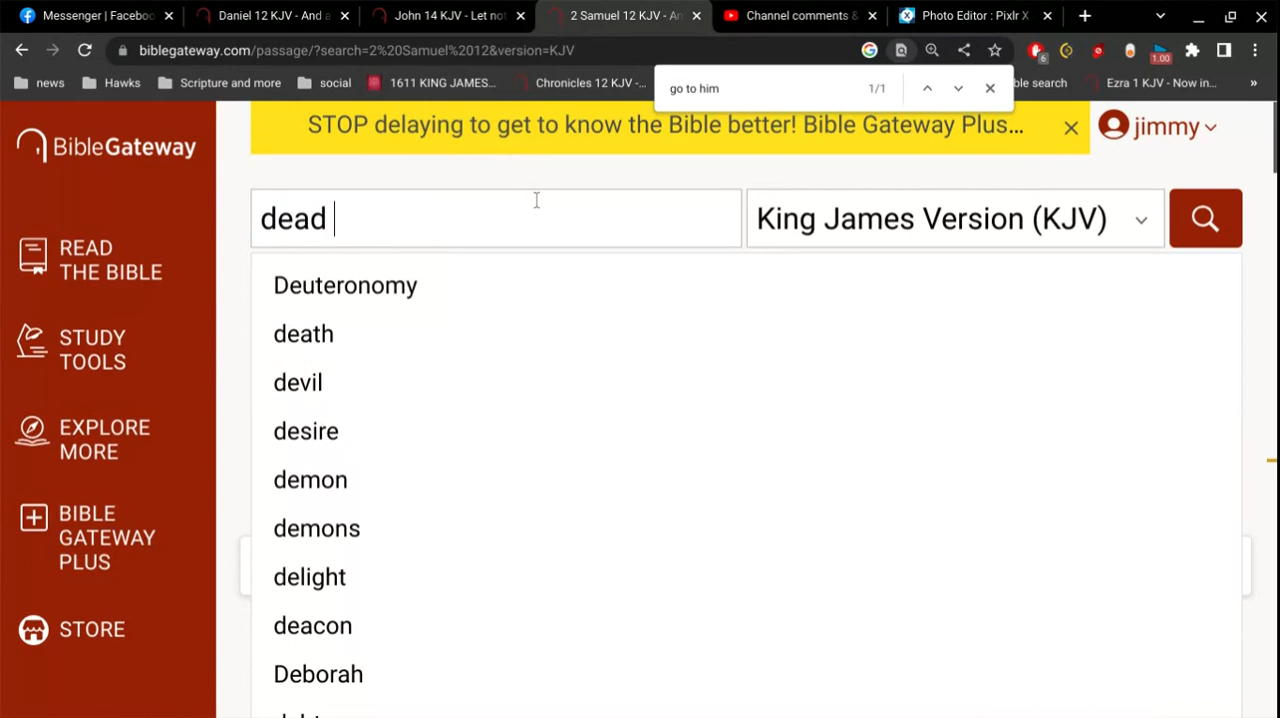 Messenger | Faceboo
Daniel 12 KJV - And a
John 14 KJV - Let not
2 Samuel 12 KJV - An
Channel comments &
Photo Editor : Pixlr X
biblegateway.com/passage/?search=2%20Samuel%2012&version=KJV
6
1.00
news
Hawks
Scripture and more
social
1611 KING JAMES...
Chronicles 12 KJV -...
ble search
Ezra 1 KJV - Now in...
»
go to him
1/1
STOP delaying to get to know the Bible better! Bible Gateway Plus...
jimmy
BibleGateway
dead
King James Version (KJV)
READ
THE BIBLE
STUDY
TOOLS
EXPLORE
MORE
BIBLE
GATEWAY
PLUS
STORE
Deuteronomy
death
devil
desire
demon
demons
delight
deacon
Deborah